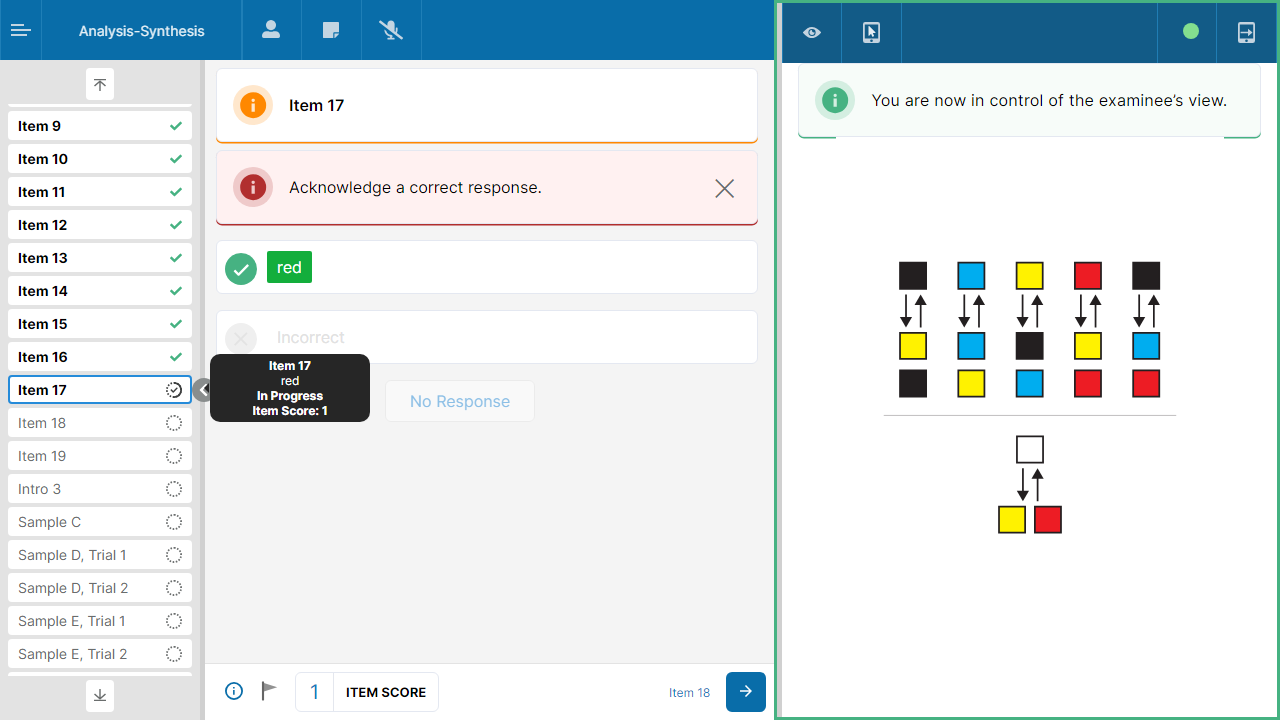 Analysis-Synthesis
Item 9
Item 10
Item 11
Item 12
Item 13
Item 14
Item 15
Item 16
Item 17
Item 18
Item 19
Intro 3
Sample C
Sample D, Trial 1
Sample D, Trial 2
Sample E, Trial 1
Sample E, Trial 2
Item 17
Acknowledge a correct response.
red
Incorrect
Item 17
red
In Progress
Item Score: 1
No Response
1 ITEM SCORE
Item 18
You are now in control of the examinee’s view.